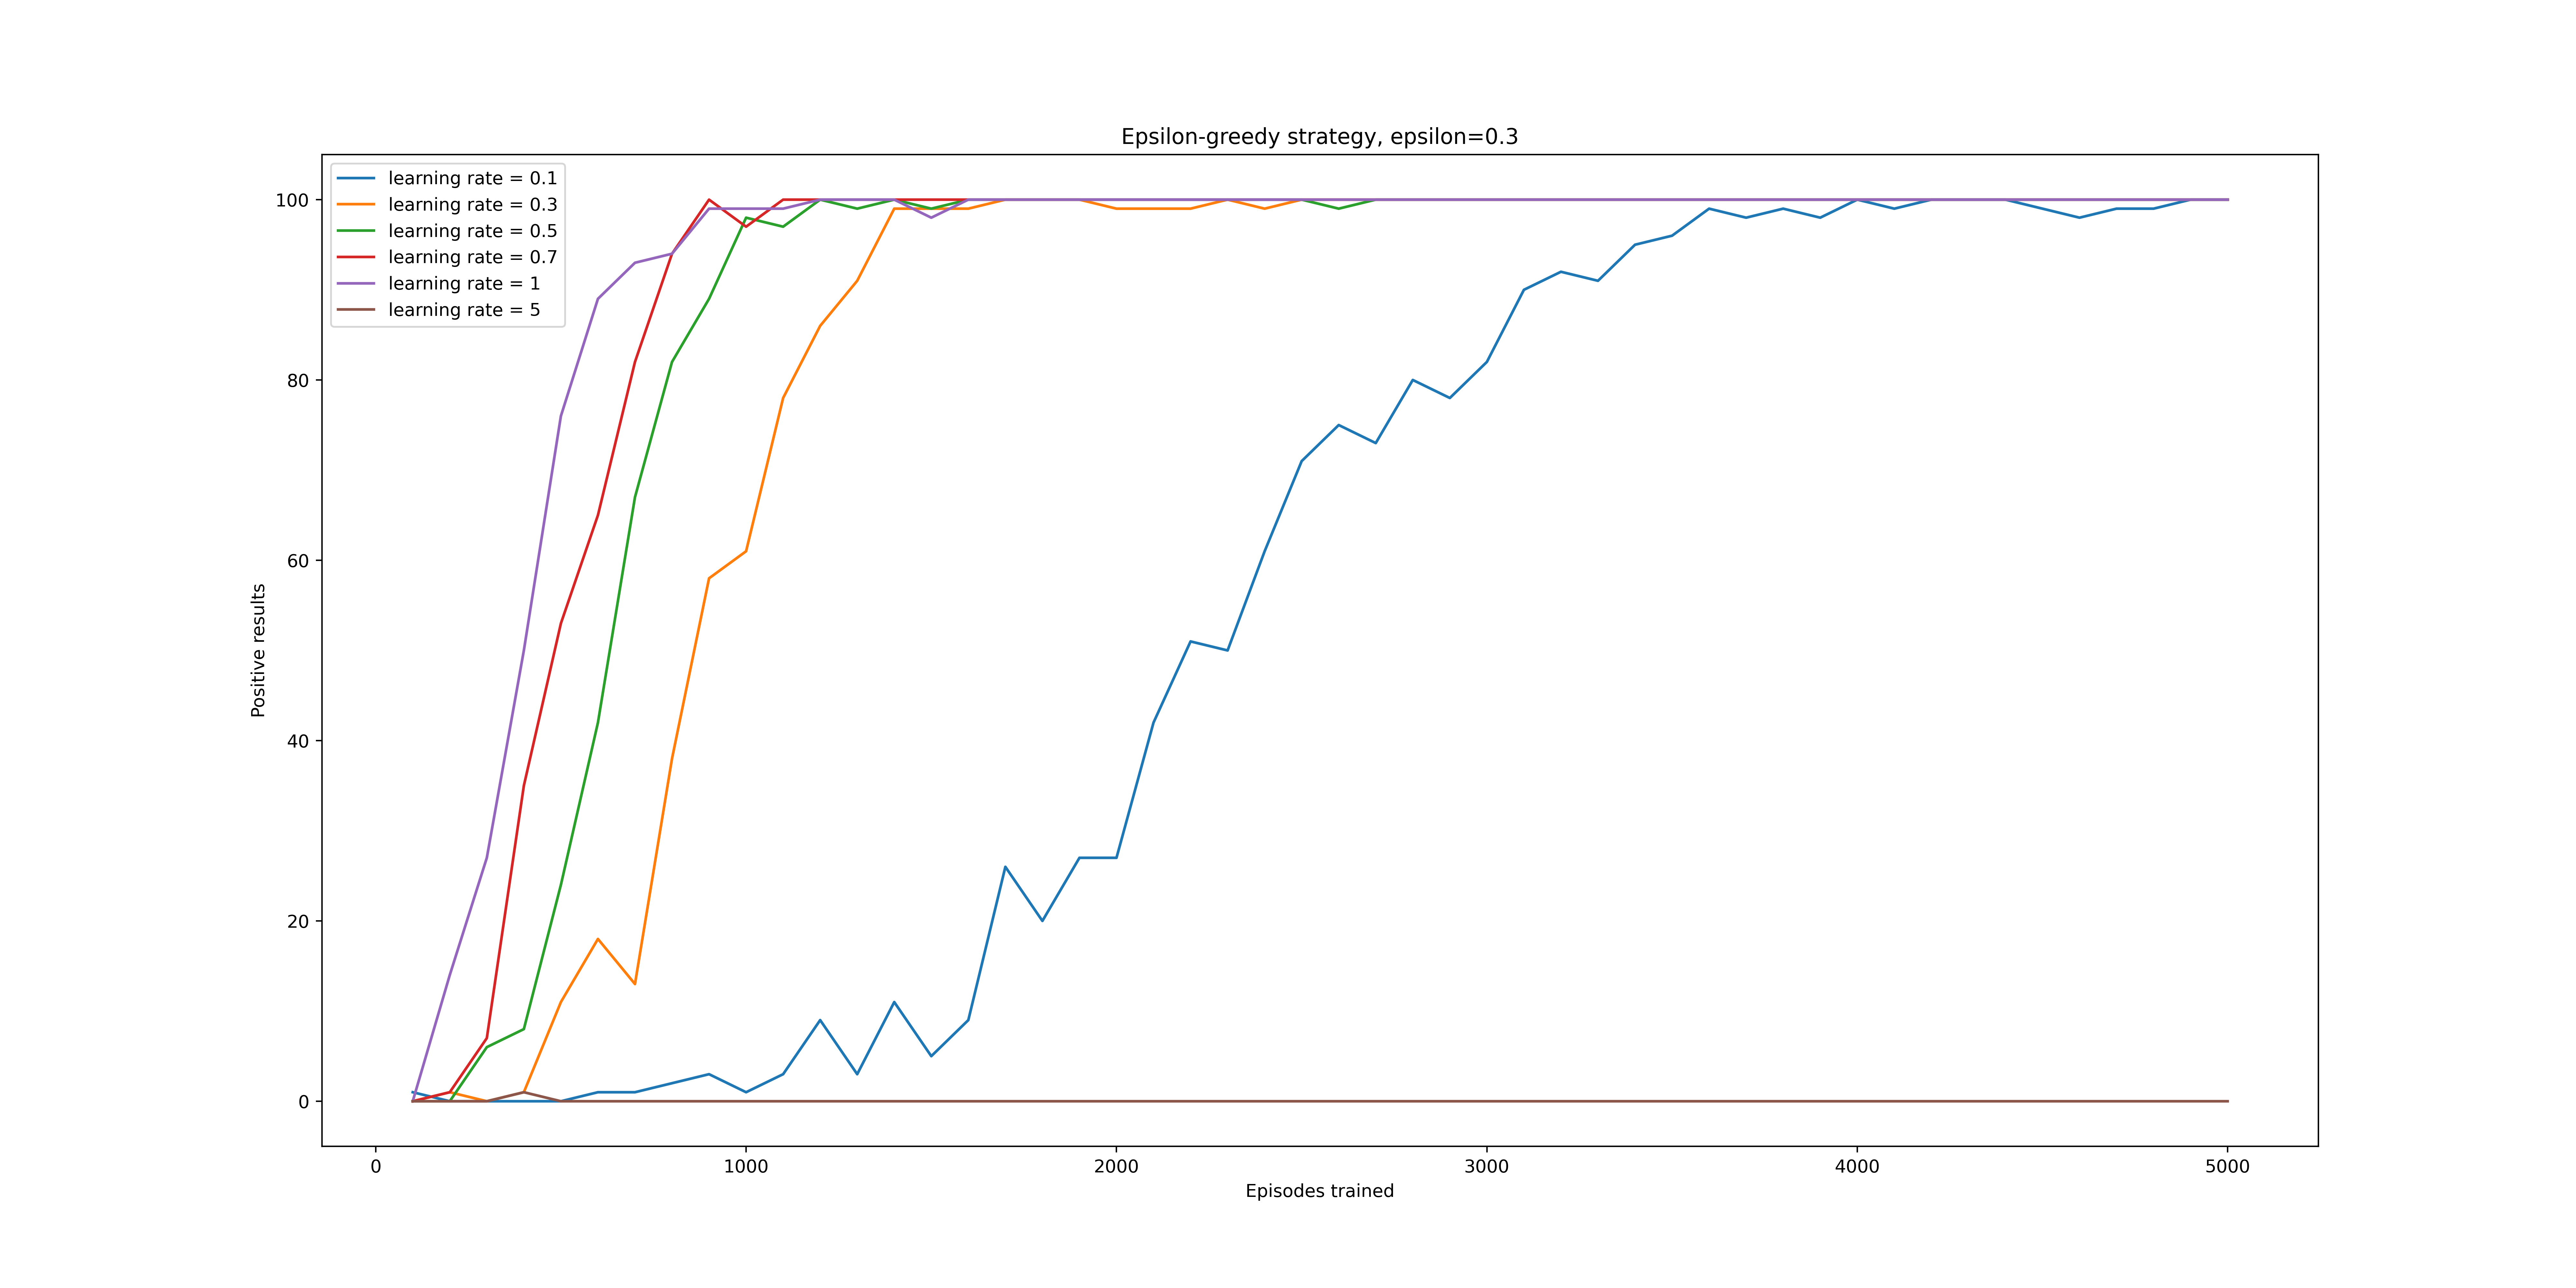 Epsilon-greedy strategy, epsilon=0.3
learning rate = 0.1
learning rate = 0.3
learning rate = 0.5
learning rate = 0.7
learning rate = 1
learning rate = 5
100
80
60
40
20
0
Positive results
0 1000 2000 3000 4000 5000
Episodes trained